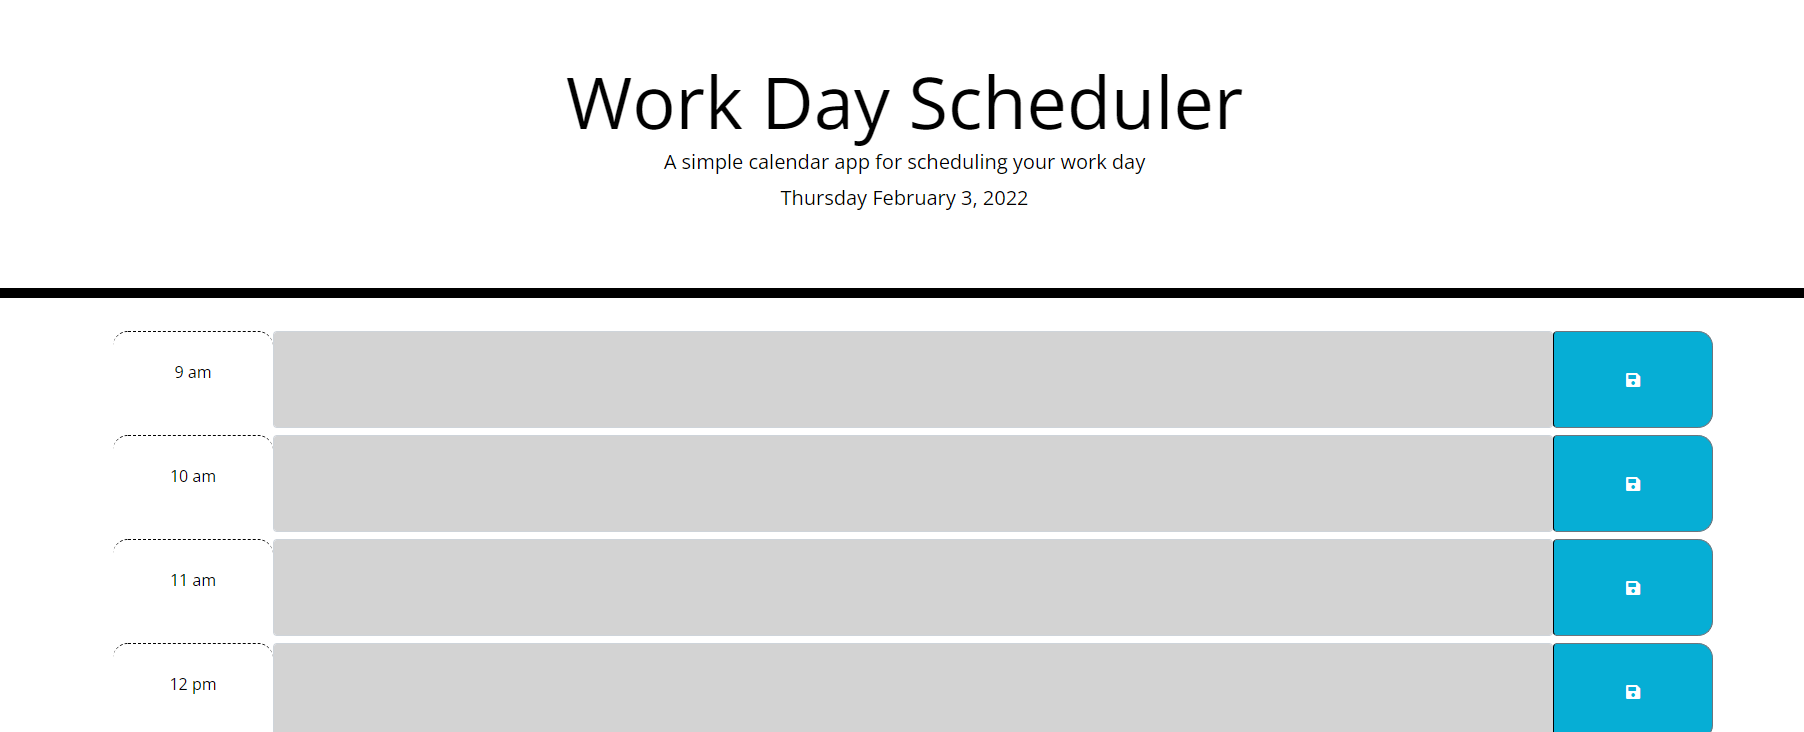 Work Day Scheduler
A simple calendar app for scheduling your work day
Thursday February 3, 2022
9 am
10 am
11 am
12 pm